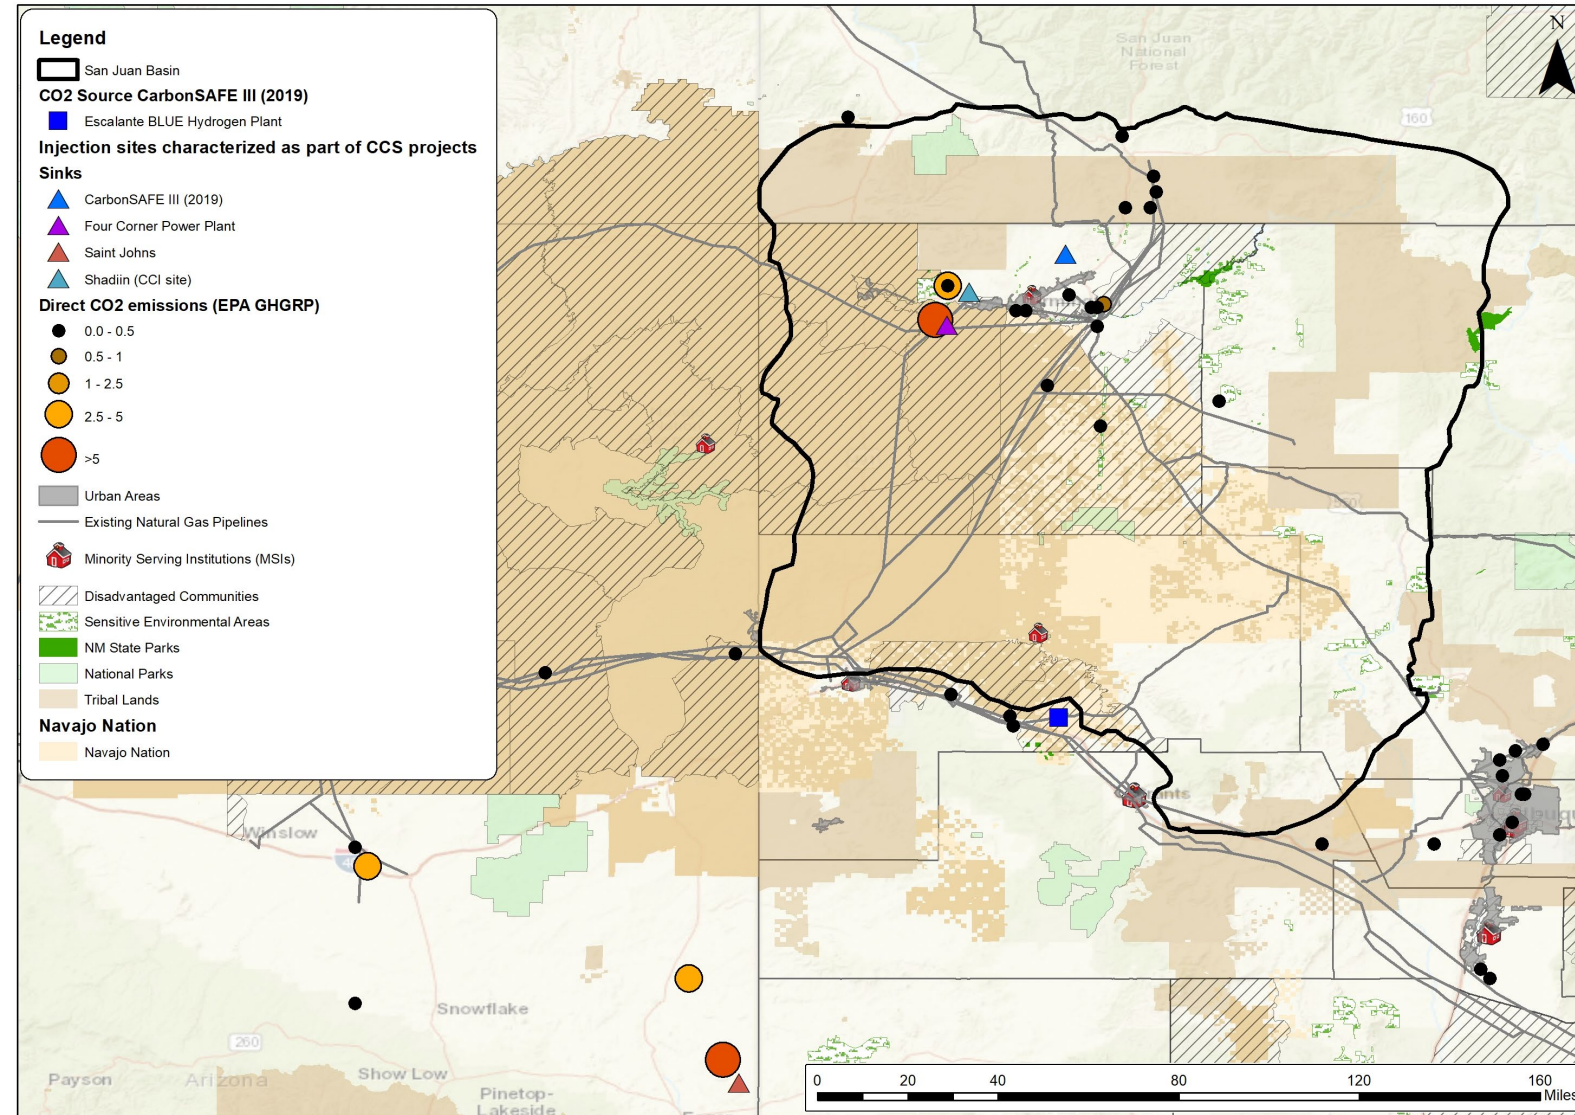 Legend
San Juan Basin
CO2 Source CarbonSAFE III (2019)
Escalante BLUE Hydrogen Plant
Injection sites characterized as part of CCS projects
Sinks
CarbonSAFE III (2019)
Four Corner Power Plant
Saint Johns
Shadiin (CCI site)
Direct CO2 emissions (EPA GHGRP)
0.0 - 0.5
0.5 - 1
1 - 2.5
2.5 - 5
>5
Urban Areas
Existing Natural Gas Pipelines
Minority Serving Institutions (MSIs)
Disadvantaged Communities
Sensitive Environmental Areas
NM State Parks
National Parks
Tribal Lands
Navajo Nation
Navajo Nation
San Juan
National
Forest
N
160
Winslow
Snowflake
260
Payson
Arizona
Show Low
Pinetop-
Lakeside
0 20 40 80 120 160
Miles